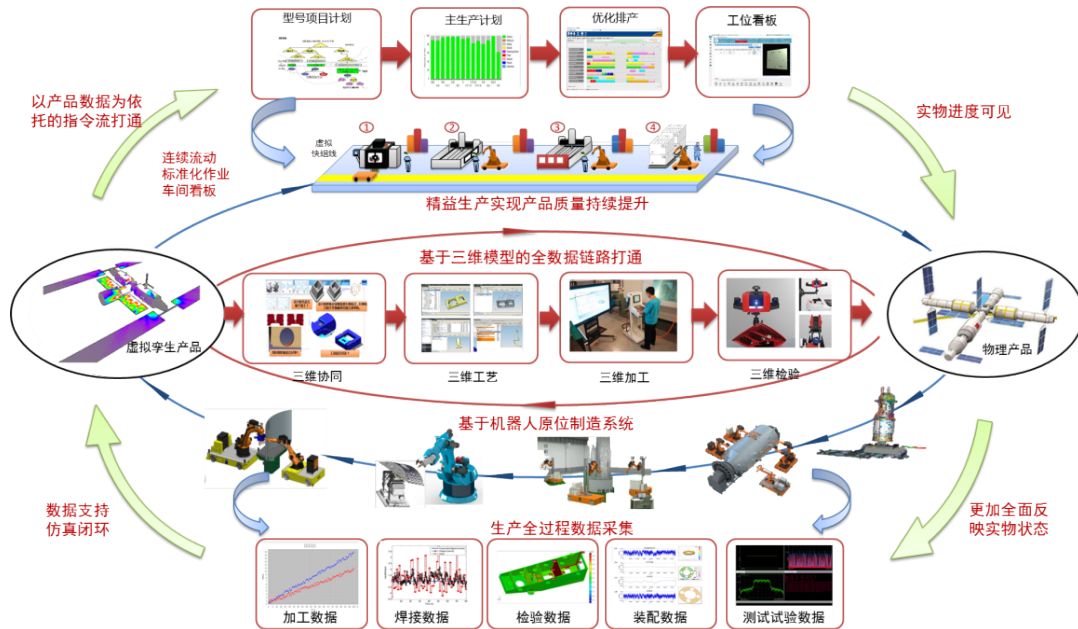 型号项目计划
主生产计划
优化排产
工位看板
以产品数据为依
托的指令流打通
实物进度可见
虚拟
快组线
①
②
③
④
连续流动
标准化作业
车间看板
精益生产实现产品质量持续提升
基于三维模型的全数据链路打通
虚拟孪生产品
物理产品
三维协同
三维工艺
三维加工
三维检验
基于机器人原位制造系统
数据支持
仿真闭环
更加全面反
映实物状态
生产全过程数据采集
加工数据
焊接数据
检验数据
装配数据
测试试验数据